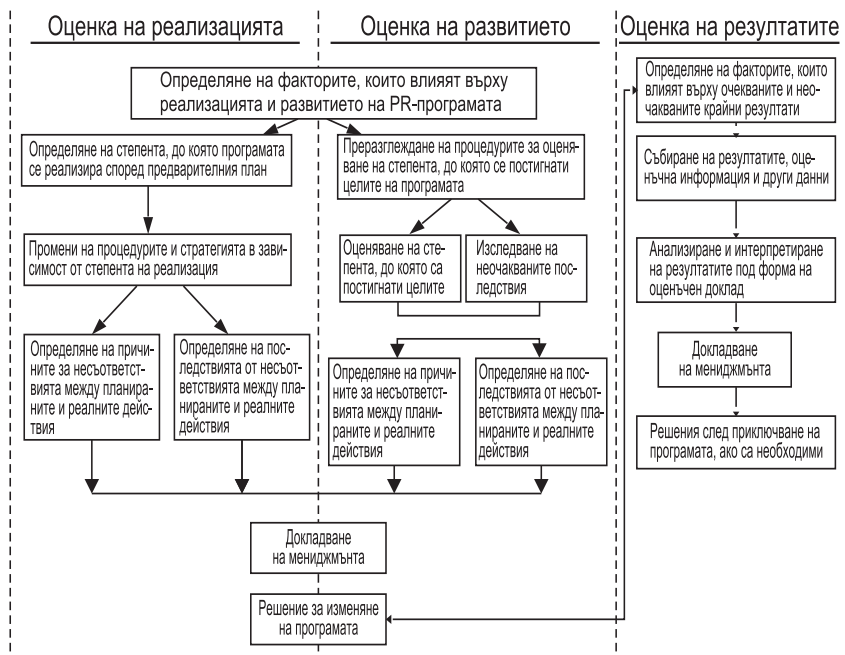 Оценка на реализацията
Оценка на развитието
Оценка на резултатите
Определяне на факторите, които влияят върху
реализацията и развитието на PR-програмата
Определяне на степента, до която програмата
се реализира според предварителния план
Промени на процедурите и стратегията в зави-
симост от степента на реализация
Определяне на причи-
ните за несъответст-
вията между планира-
ните и реалните дейс-
твия
Определяне на пос-
ледствията от несъо-
тветствията между пла-
нираните и реалните
действия
Преразглеждане на процедурите за оценя-
ване на степента, до която се постигнати
целите на програмата
Оценяване на сте-
пента, до която са
постигнати целите
Изследване на
неочакваните пос-
ледствия
Определяне на причи-
ните за несъответст-
вията между плани-
раните и реалните
действия
Определяне на пос-
ледствията от несъо-
тветствията между пла-
нираните и реалните
действия
Докладване
на мениджмънта
Решение за изменяне
на програмата
Определяне на факторите, които
влияят върху очекваните и нео-
чакваните крайни резултати
Събиране на резултатите, оце-
нъчна информация и други данни
Анализиране и интерпретиране
на резултатите под форма на
оценъчен доклад
Докладване
на мениджмънта
Решения след приключване на
програмата, ако са необходими